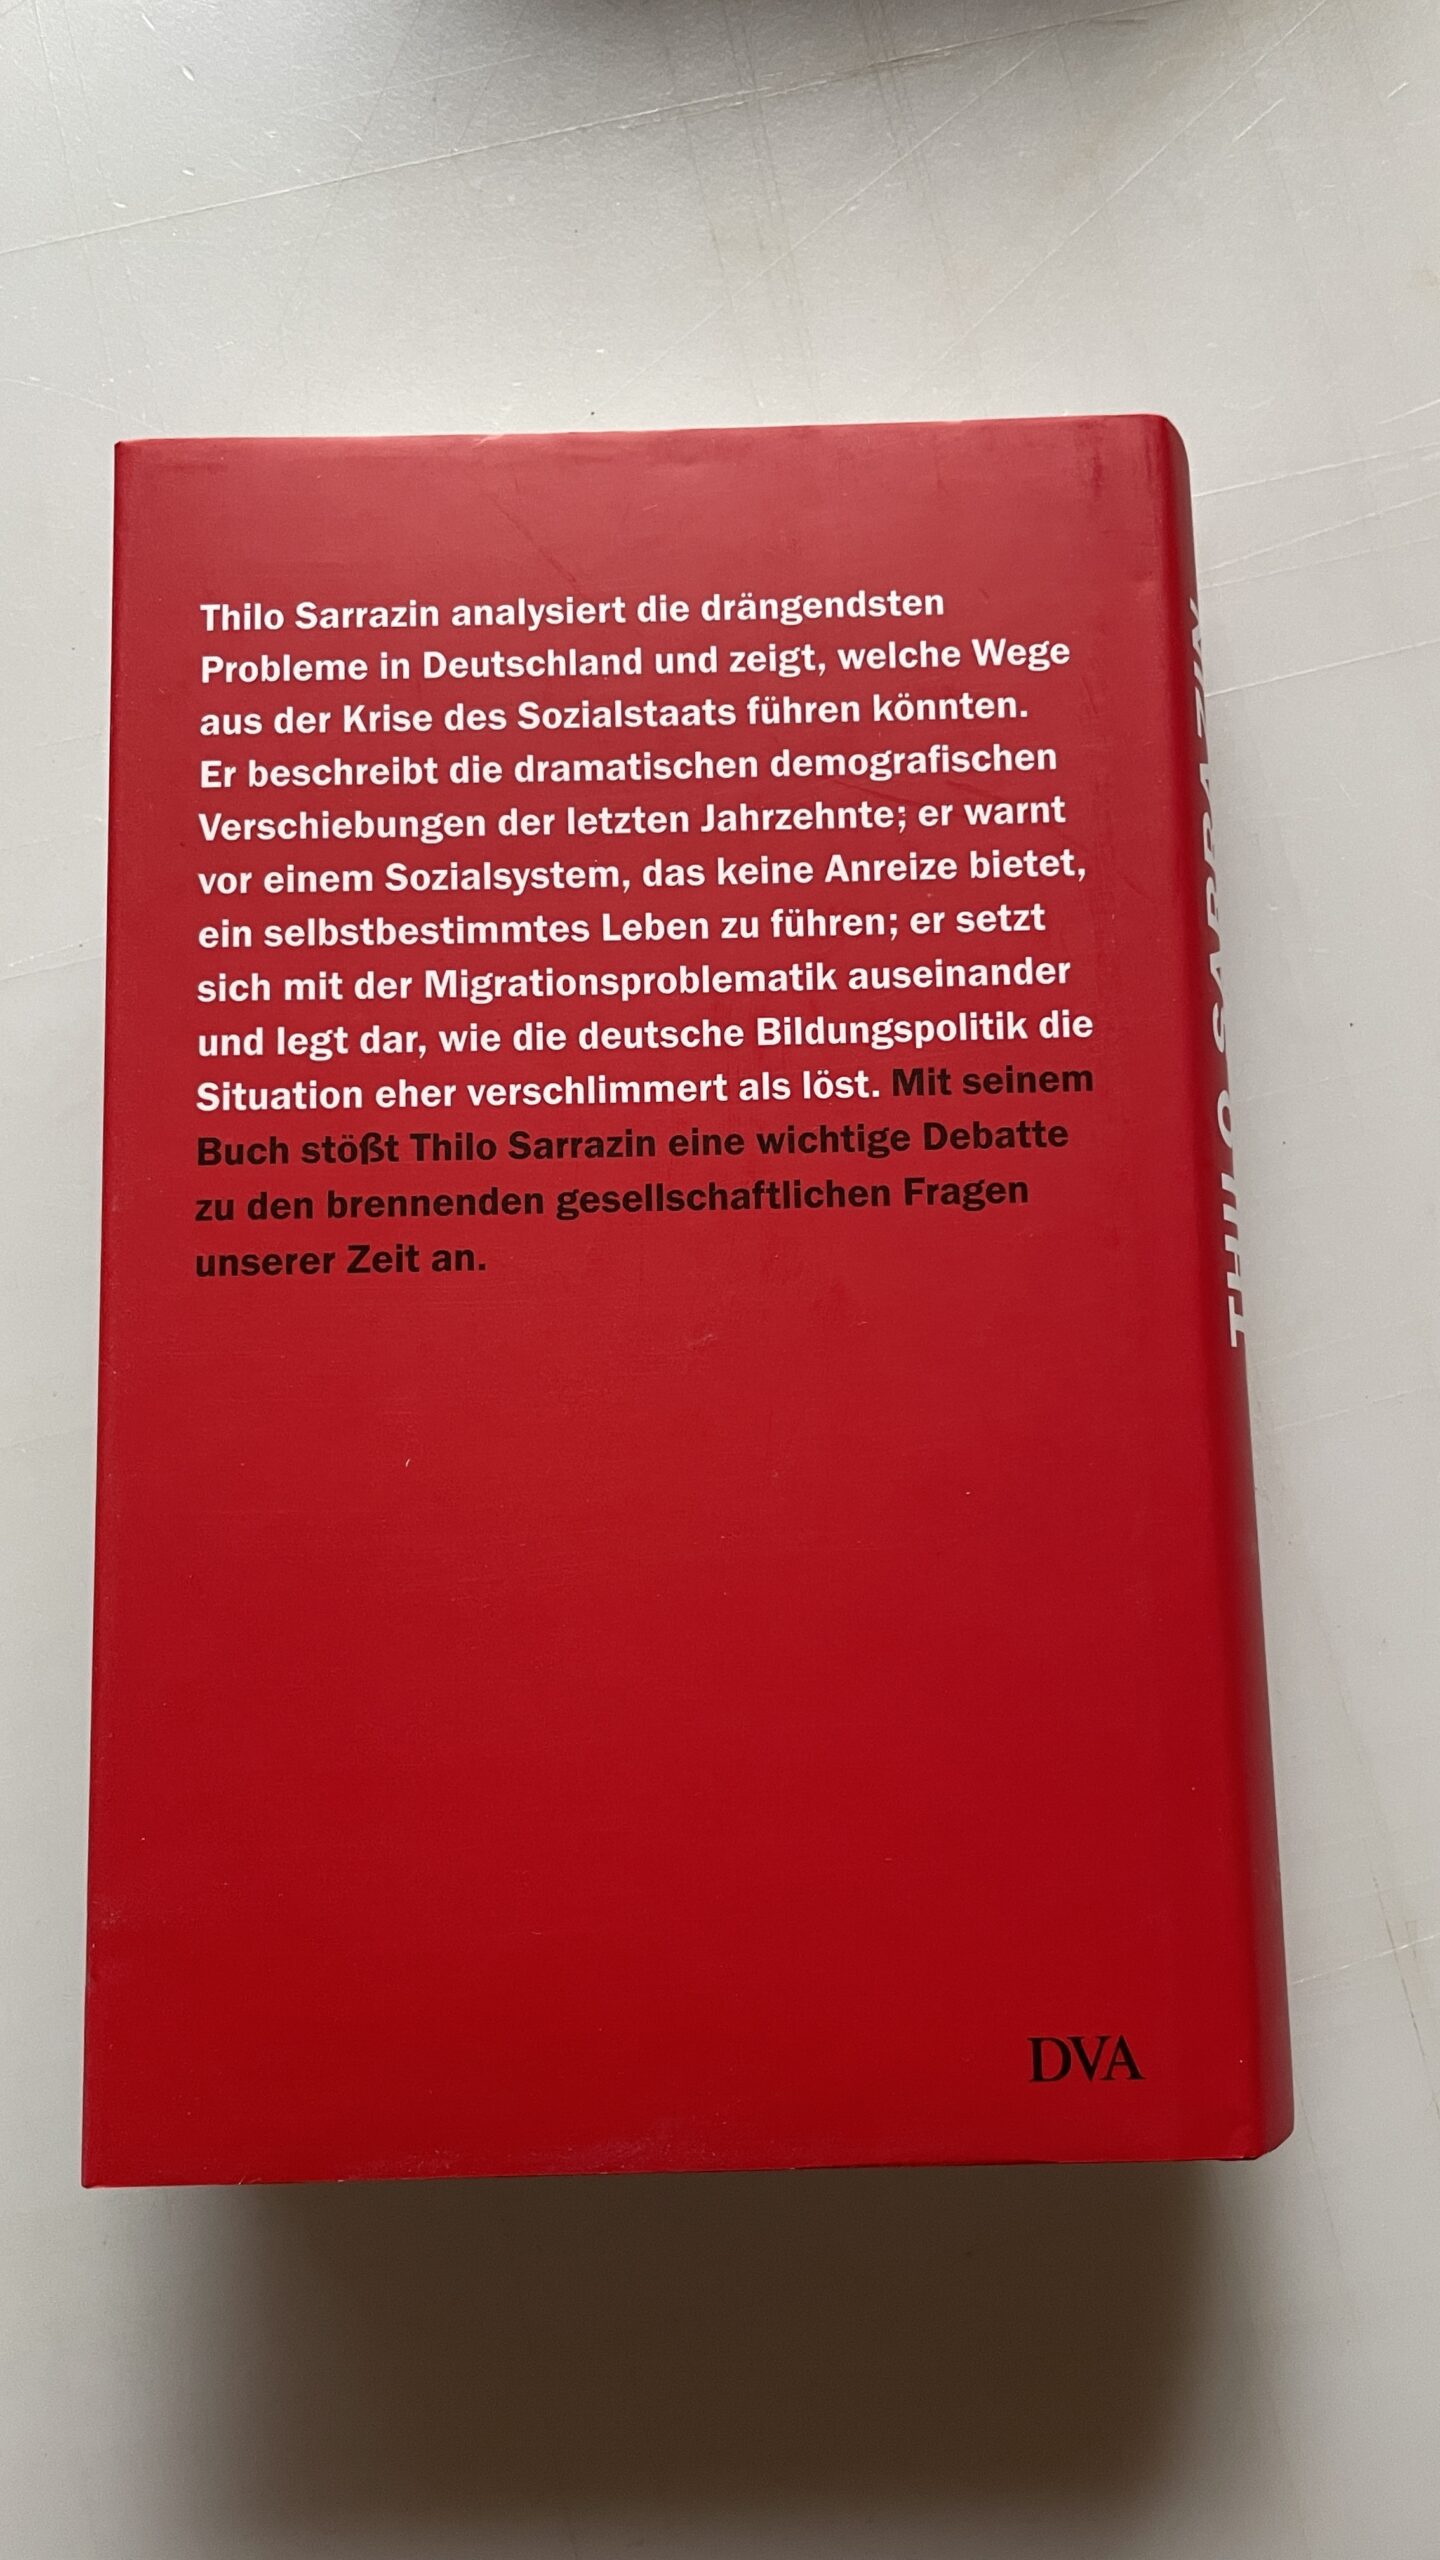 Thilo Sarrazin analysiert die drängendsten
Probleme in Deutschland und zeigt, welche Wege
aus der Krise des Sozialstaats führen könnten.
Er beschreibt die dramatischen demografischen
Verschiebungen der letzten Jahrzehnte; er warnt
vor einem Sozialsystem, das keine Anreize bietet,
ein selbstbestimmtes Leben zu führen; er setzt
sich mit der Migrationsproblematik auseinander
und legt dar, wie die deutsche Bildungspolitik die
Situation eher verschlimmert als löst. Mit seinem
Buch stößt Thilo Sarrazin eine wichtige Debatte
zu den brennenden gesellschaftlichen Fragen
unserer Zeit an.
DVA
THILO SARRAZIN